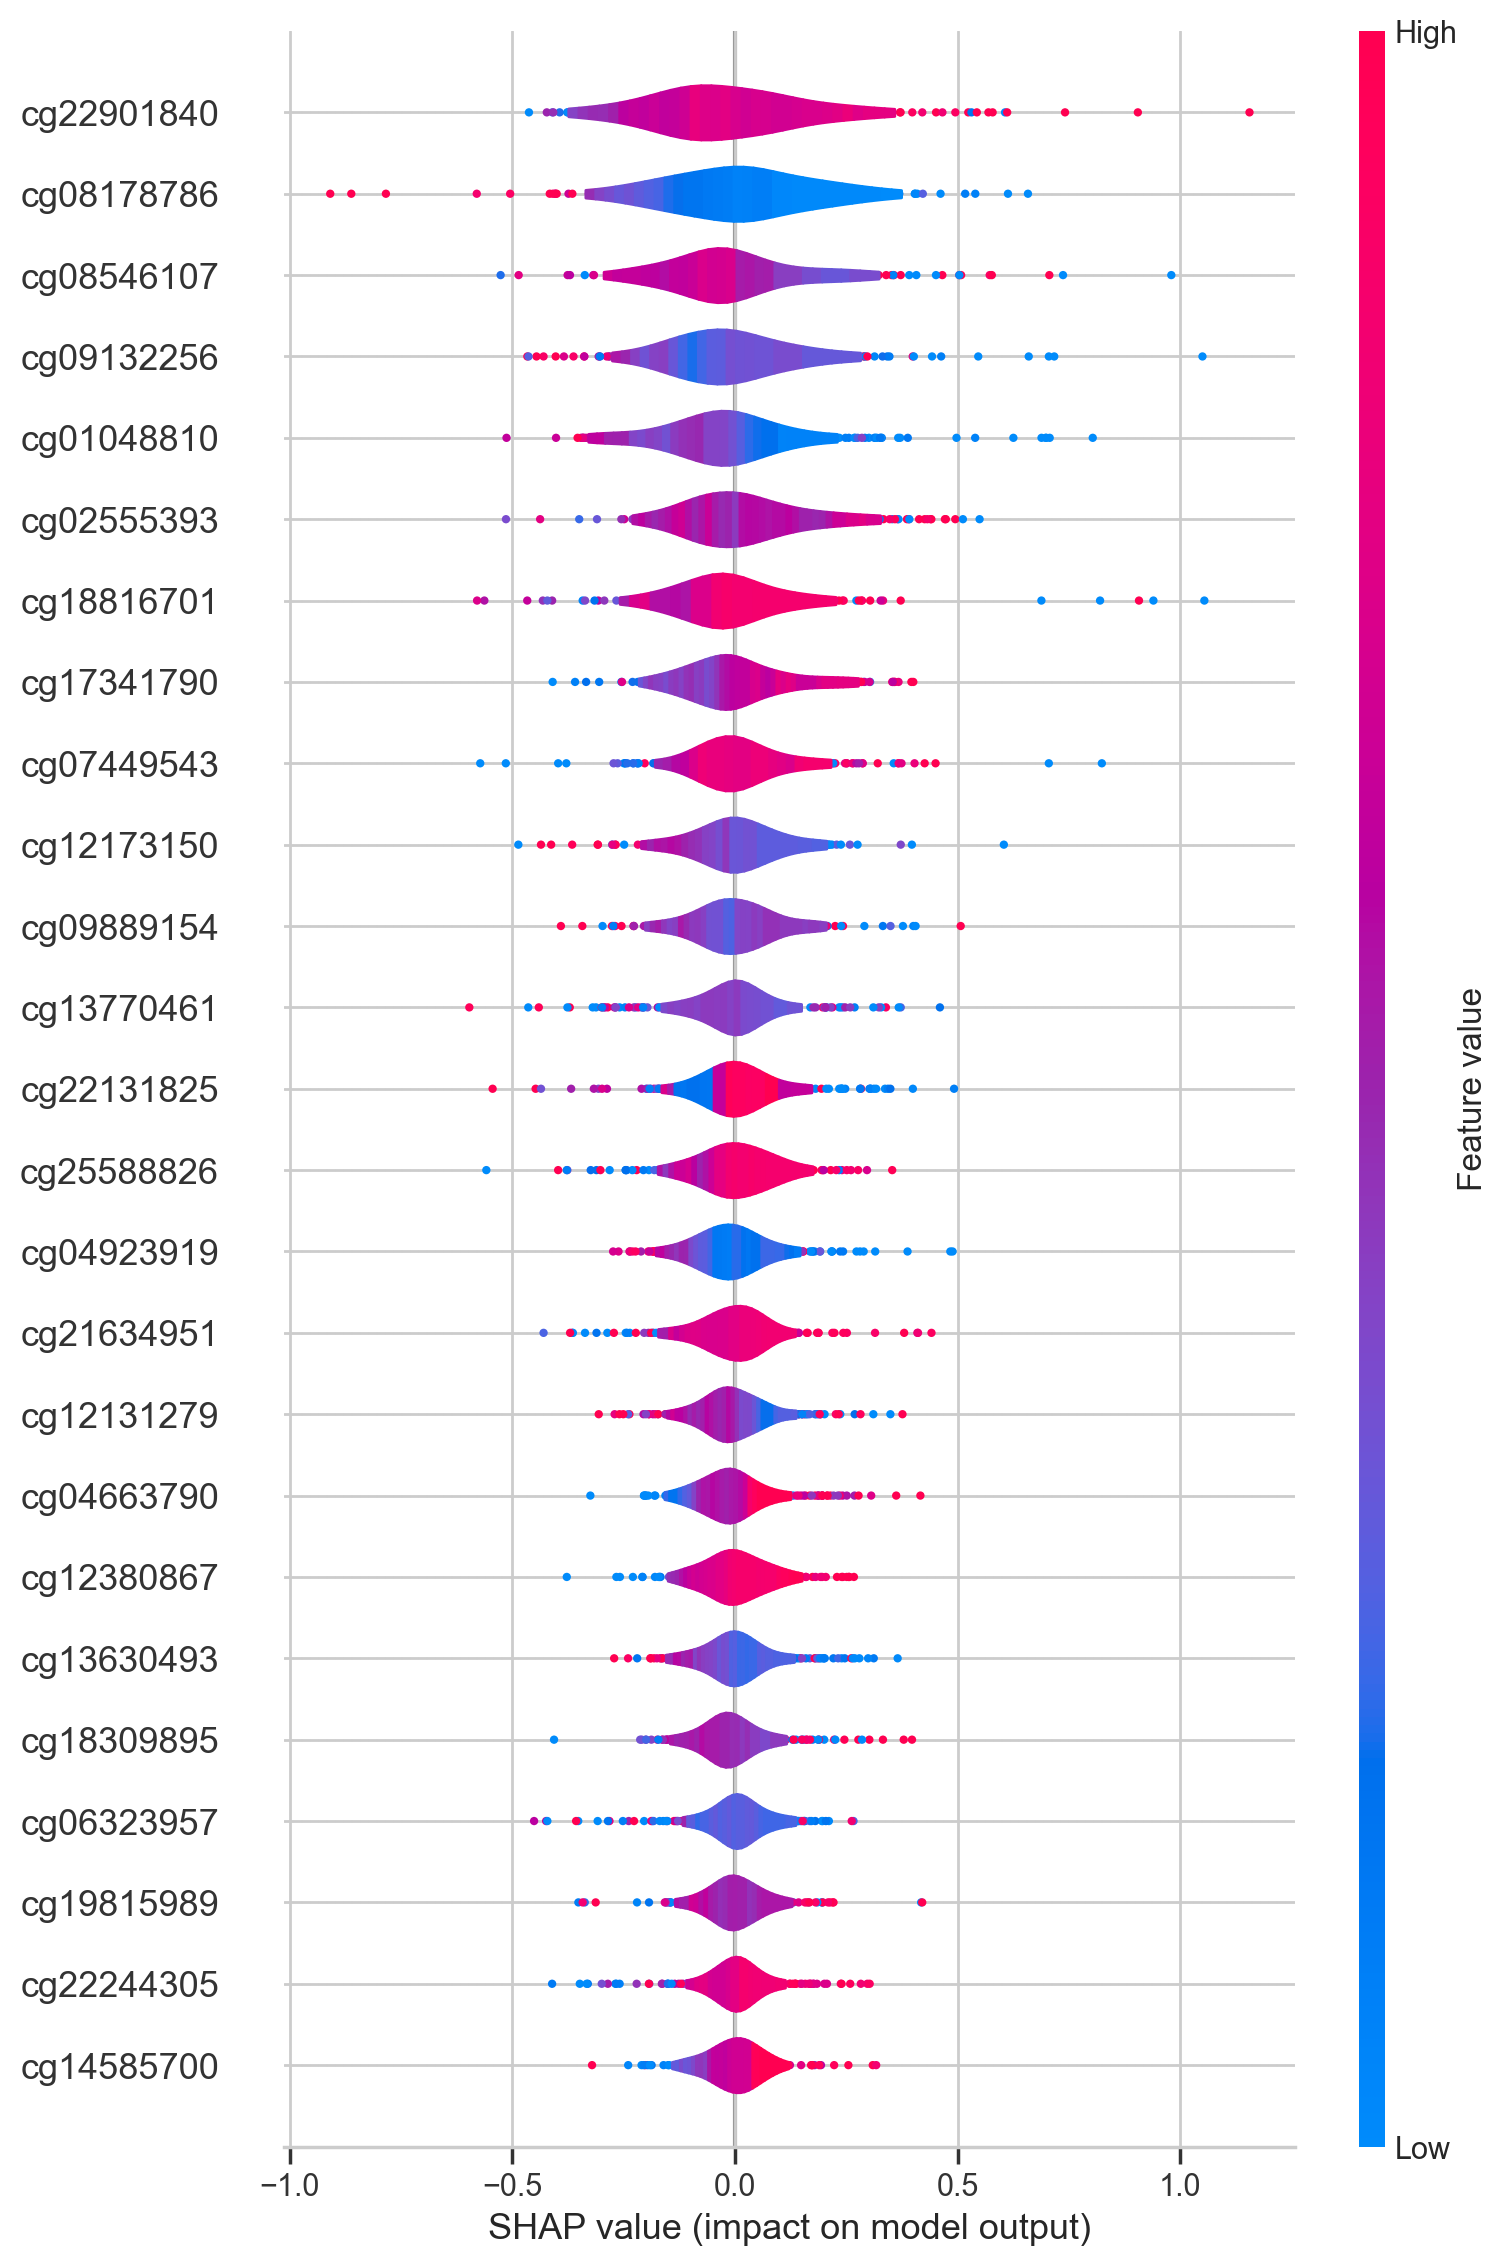 High
cg22901840
cg08178786
cg08546107
cg09132256
cg01048810
cg02555393
cg18816701
cg17341790
cg07449543
cg12173150
cg09889154
cg13770461
cg22131825
cg25588826
cg04923919
cg21634951
cg12131279
cg04663790
cg12380867
cg13630493
cg18309895
cg06323957
cg19815989
cg22244305
cg14585700
Feature value
Low
−1.0 −0.5 0.0 0.5 1.0
SHAP value (impact on model output)